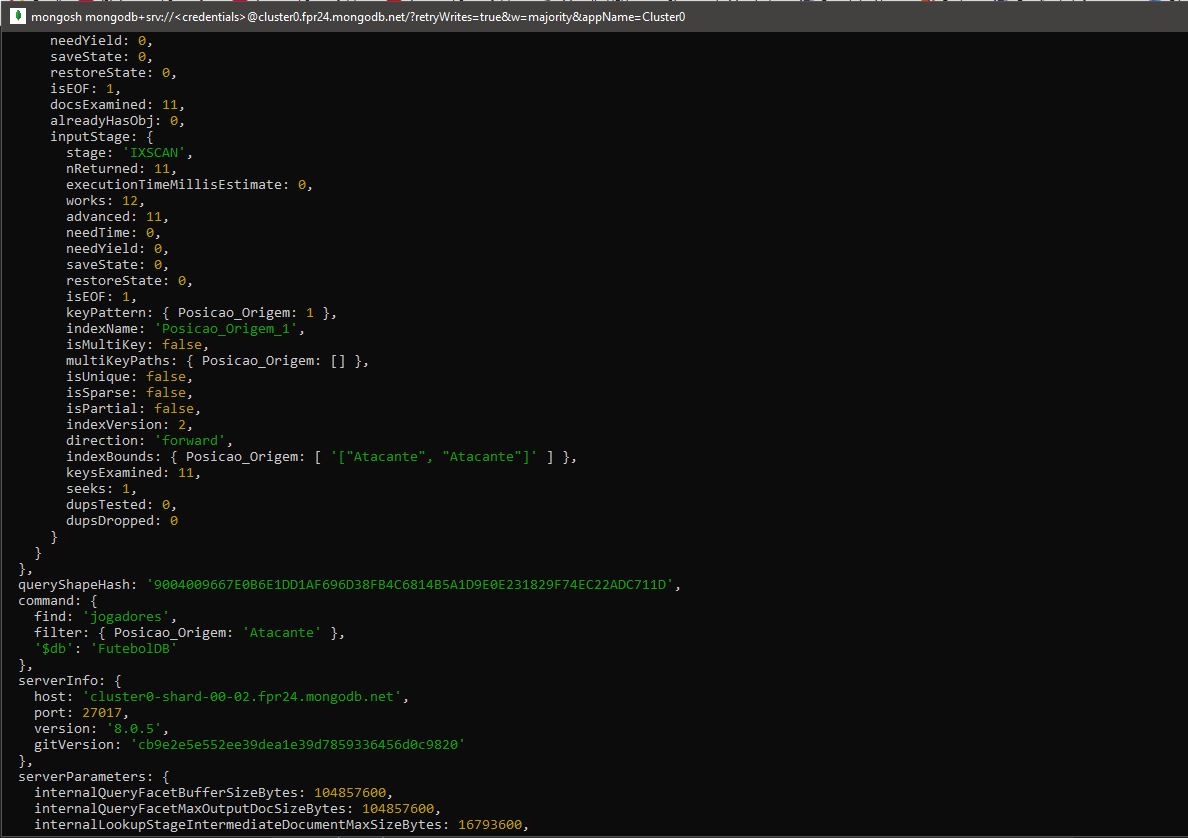 mongosh mongodb+srv://<credentials>@cluster0.fpr24.mongodb.net/?retryWrites=true&w=majority&appName=Cluster0
needYield: 0,
saveState: 0,
restoreState: 0,
isEOF: 1,
docsExamined: 11,
alreadyHasObj: 0,
inputStage: {
stage: 'IXSCAN',
nReturned: 11,
executionTimeMillisEstimate: 0,
works: 12,
advanced: 11,
needTime: 0,
needYield: 0,
saveState: 0,
restoreState: 0,
isEOF: 1,
keyPattern: { Posicao_Origem: 1 },
indexName: 'Posicao_Origem_1',
isMultiKey: false,
multiKeyPaths: { Posicao_Origem: [] },
isUnique: false,
isSparse: false,
isPartial: false,
indexVersion: 2,
direction: 'forward',
indexBounds: { Posicao_Origem: [ '["Atacante", "Atacante"]' ] },
keysExamined: 11,
seeks: 1,
dupsTested: 0,
dupsDropped: 0
}
}
},
queryShapeHash: '9004009667E0B6E1DD1AF696D38FB4C6814B5A1D9E0E231829F74EC22ADC711D',
command: {
find: 'jogadores',
filter: { Posicao_Origem: 'Atacante' },
'$db': 'FutebolDB'
},
serverInfo: {
host: 'cluster0-shard-00-02.fpr24.mongodb.net',
port: 27017,
version: '8.0.5',
gitVersion: 'cb9e2e5e552ee39dea1e39d7859336456d0c9820'
},
serverParameters: {
internalQueryFacetBufferSizeBytes: 104857600,
internalQueryFacetMaxOutputDocSizeBytes: 104857600,
internalLookupStageIntermediateDocumentMaxSizeBytes: 16793600,